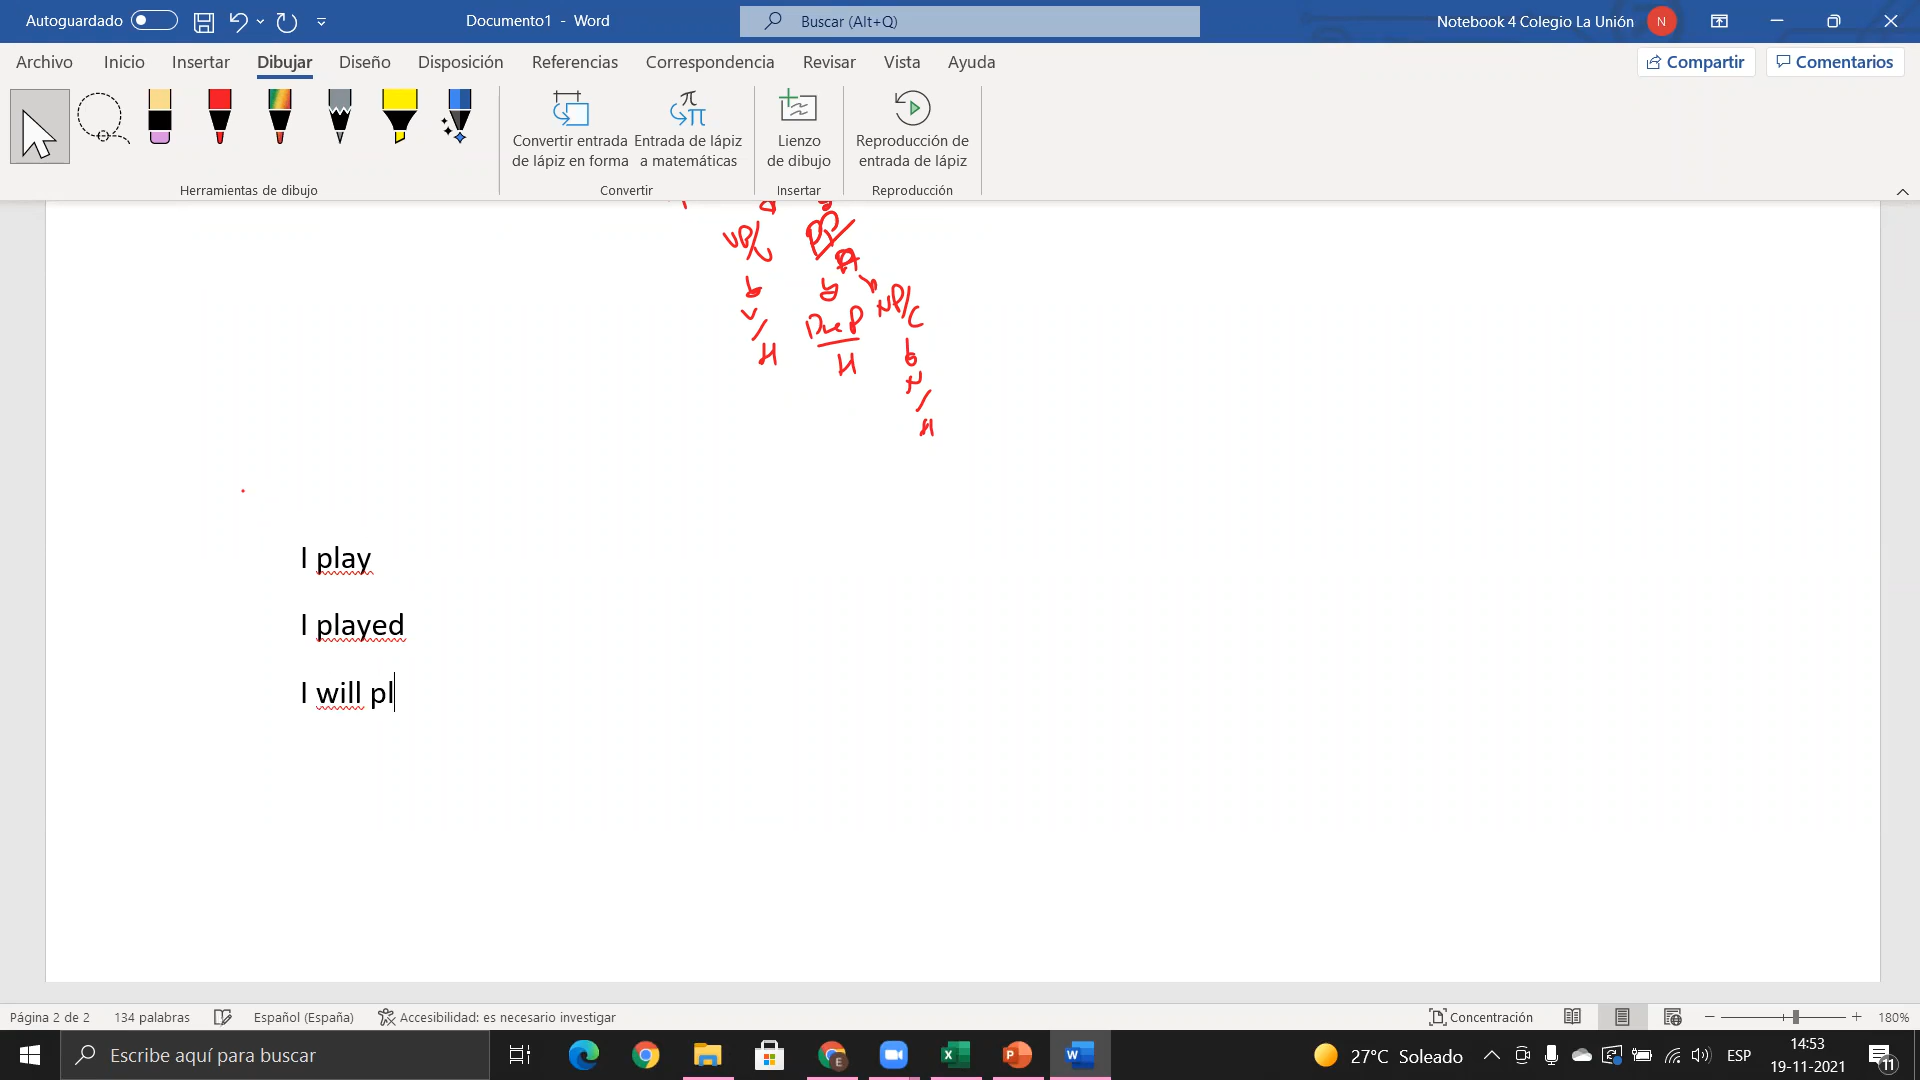 Autoguardado
Documento1 - Word
Buscar (Alt+Q)
Notebook 4 Colegio La Unión
N
Archivo Inicio Insertar Dibujar Diseño Disposición Referencias Correspondencia Revisar Vista Ayuda
Compartir
Comentarios
Convertir entrada
de lápiz en forma
Entrada de lápiz
a matemáticas
Lienzo
de dibujo
Reproducción de
entrada de lápiz
Herramientas de dibujo
Convertir
Insertar
Reproducción
NP/C
V/H
H
H
I play
I played
I will pl
Página 2 de 2 134 palabras Español (España) Accesibilidad: es necesario investigar
Concentración
180%
Escribe aquí para buscar
27°C Soleado
ESP
14:53
19-11-2021
11